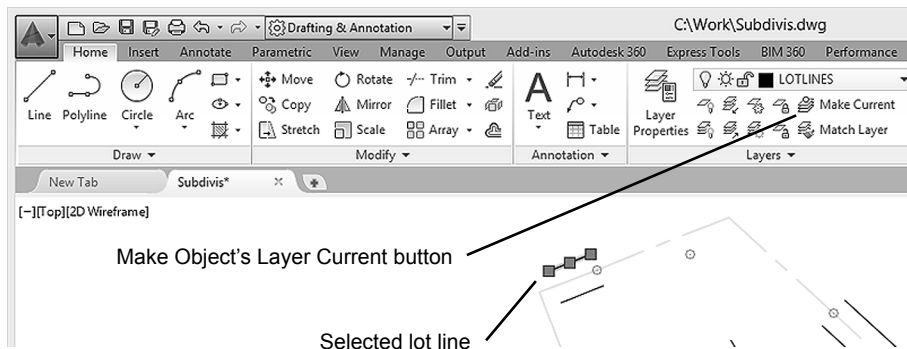 Drafting & Annotation C:\Work\Subdivis.dwg
Home Insert Annotate Parametric View Manage Output Add-ins Autodesk 360 Express Tools BIM 360 Performance
Line Polyline Circle Arc
Move Rotate Trim
Copy Mirror Fillet
Stretch Scale Array
Text Table
Layer Properties
LOTLINES
Make Current
Match Layer
Draw Modify Annotation Layers
New Tab Subdivis*
[−][Top][2D Wireframe]
Make Object's Layer Current button
Selected lot line